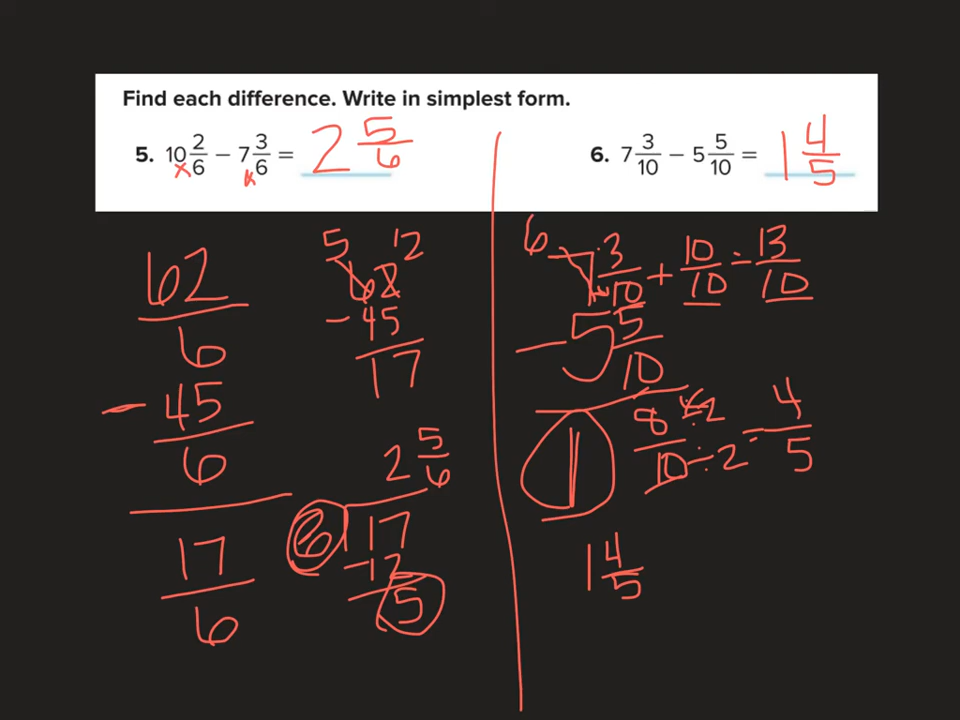 Find each difference. Write in simplest form.
5. 10 2/6 − 7 3/6 = 2 5/6
6. 7 3/10 − 5 5/10 = 1 4/5
62/6
− 45/6
17/6
5 12
62
− 45
17
2 5/6
6 17
− 12
5
6
7 3/10 + 10/10 = 13/10
− 5 5/10
1 8/10 ÷ 2/÷ 2 = 4/5
1 4/5